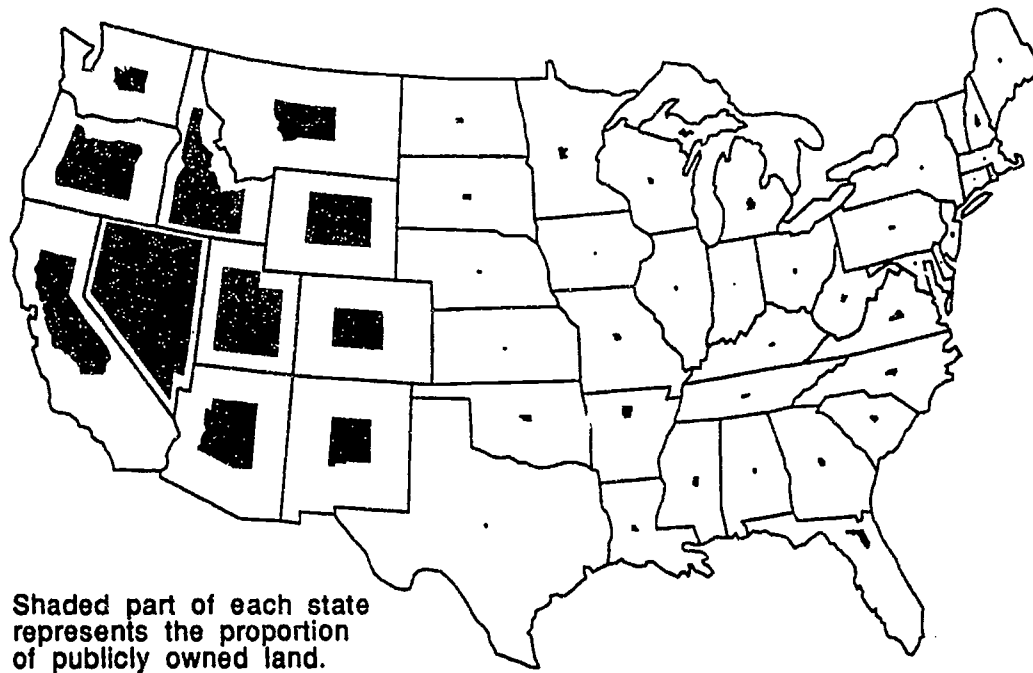 Shaded part of each state
represents the proportion
of publicly owned land.